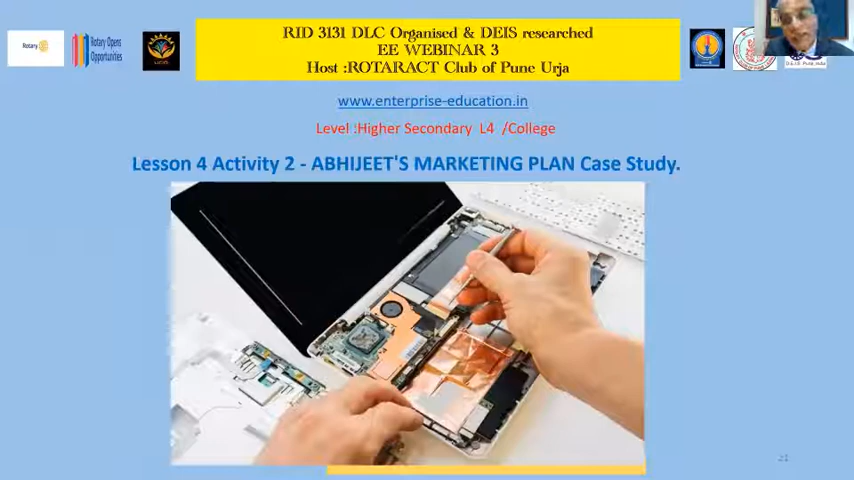 Rotary
Rotary Opens
Opportunities
RID 3131 DLC Organised & DEIS researched
EE WEBINAR 3
Host :ROTARACT Club of Pune Urja
www.enterprise-education.in
Level :Higher Secondary L4 /College
Lesson 4 Activity 2 - ABHIJEET'S MARKETING PLAN Case Study.